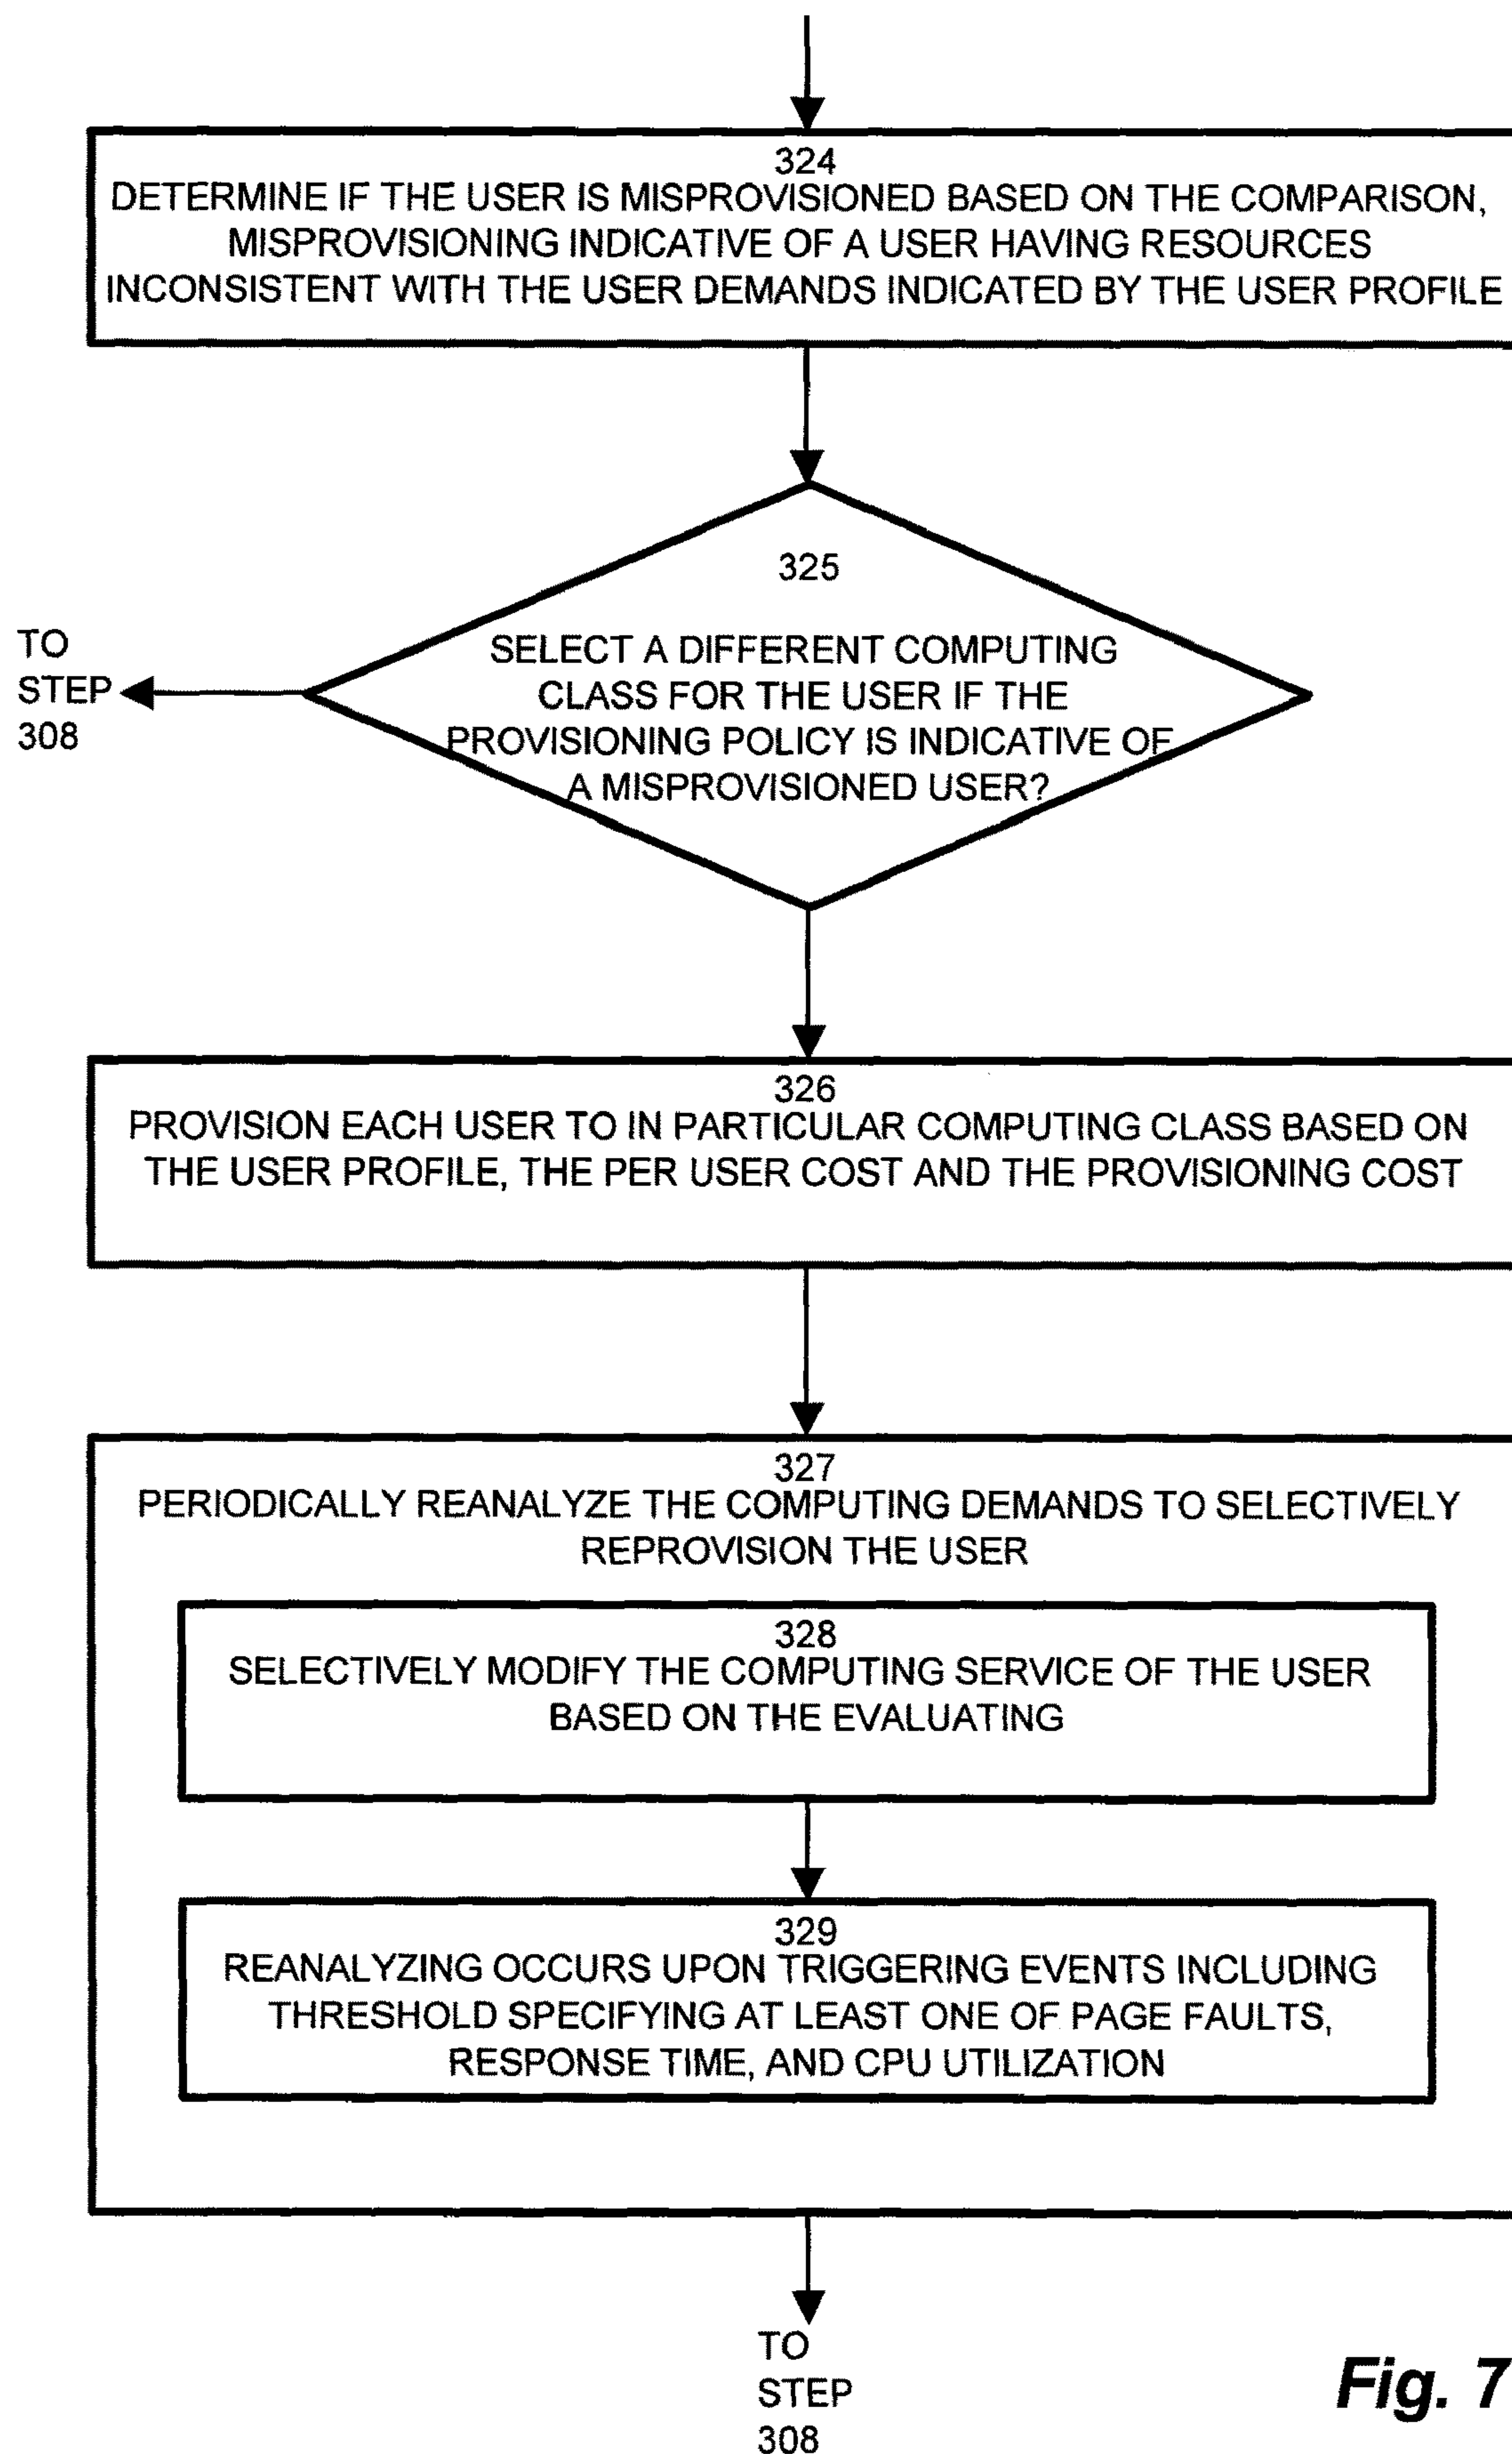 324
DETERMINE IF THE USER IS MISPROVISIONED BASED ON THE COMPARISON,
MISPROVISIONING INDICATIVE OF A USER HAVING RESOURCES
INCONSISTENT WITH THE USER DEMANDS INDICATED BY THE USER PROFILE
325
SELECT A DIFFERENT COMPUTING
CLASS FOR THE USER IF THE
PROVISIONING POLICY IS INDICATIVE OF
A MISPROVISIONED USER?
TO
STEP
308
326
PROVISION EACH USER TO IN PARTICULAR COMPUTING CLASS BASED ON
THE USER PROFILE, THE PER USER COST AND THE PROVISIONING COST
327
PERIODICALLY REANALYZE THE COMPUTING DEMANDS TO SELECTIVELY
REPROVISION THE USER
328
SELECTIVELY MODIFY THE COMPUTING SERVICE OF THE USER
BASED ON THE EVALUATING
329
REANALYZING OCCURS UPON TRIGGERING EVENTS INCLUDING
THRESHOLD SPECIFYING AT LEAST ONE OF PAGE FAULTS,
RESPONSE TIME, AND CPU UTILIZATION
TO
STEP
308
Fig. 7